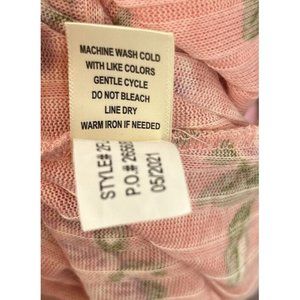 MACHINE WASH COLD
WITH LIKE COLORS
GENTLE CYCLE
DO NOT BLEACH
LINE DRY
WARM IRON IF NEEDED
STYLE#
P.O.#
05/2021